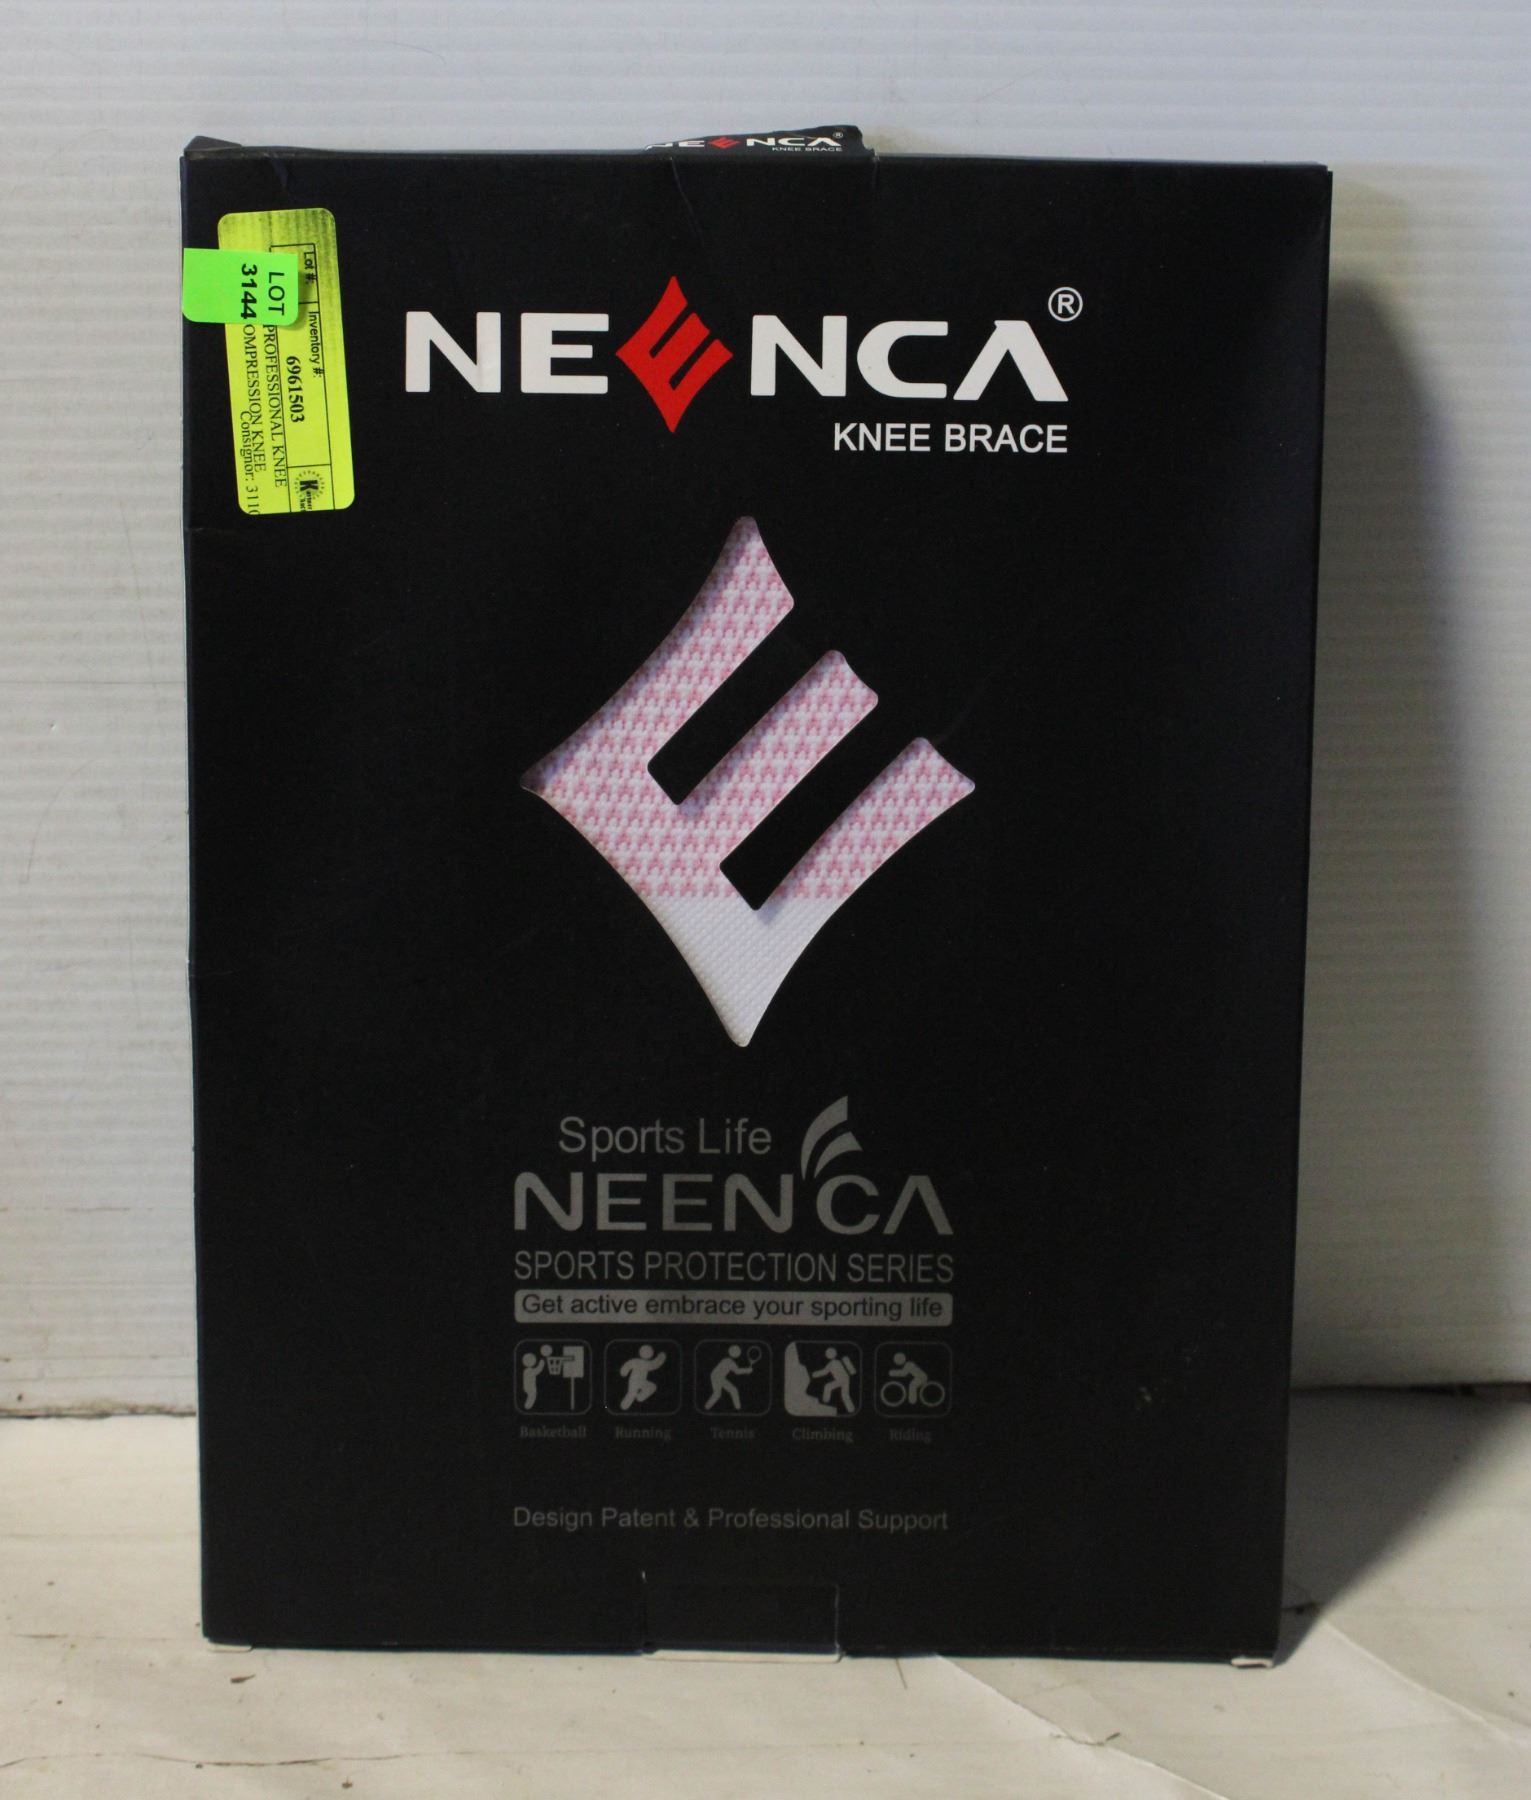 NEENCA®
KNEE BRACE
LOT
3144
Lot #:
Inventory #:
6961503
PROFESSIONAL KNEE
OMPRESSION KNEE
Consignor: 3110
K
NEENCA®
KNEE BRACE
Sports Life
NEENCA
SPORTS PROTECTION SERIES
Get active embrace your sporting life
Basketball Running Tennis Climbing Riding
Design Patent & Professional Support